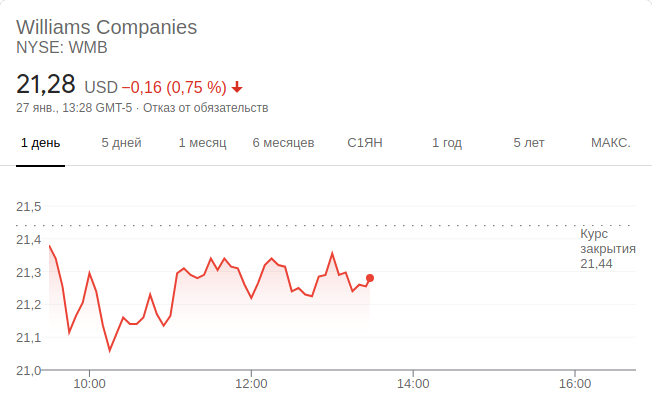 Williams Companies
NYSE: WMB
21,28 USD −0,16 (0,75 %)
27 янв., 13:28 GMT-5 · Отказ от обязательств
1 день 5 дней 1 месяц 6 месяцев С1ЯН 1 год 5 лет МАКС.
21,5
21,4
21,3
21,2
21,1
21,0
Курс
закрытия
21,44
10:00 12:00 14:00 16:00